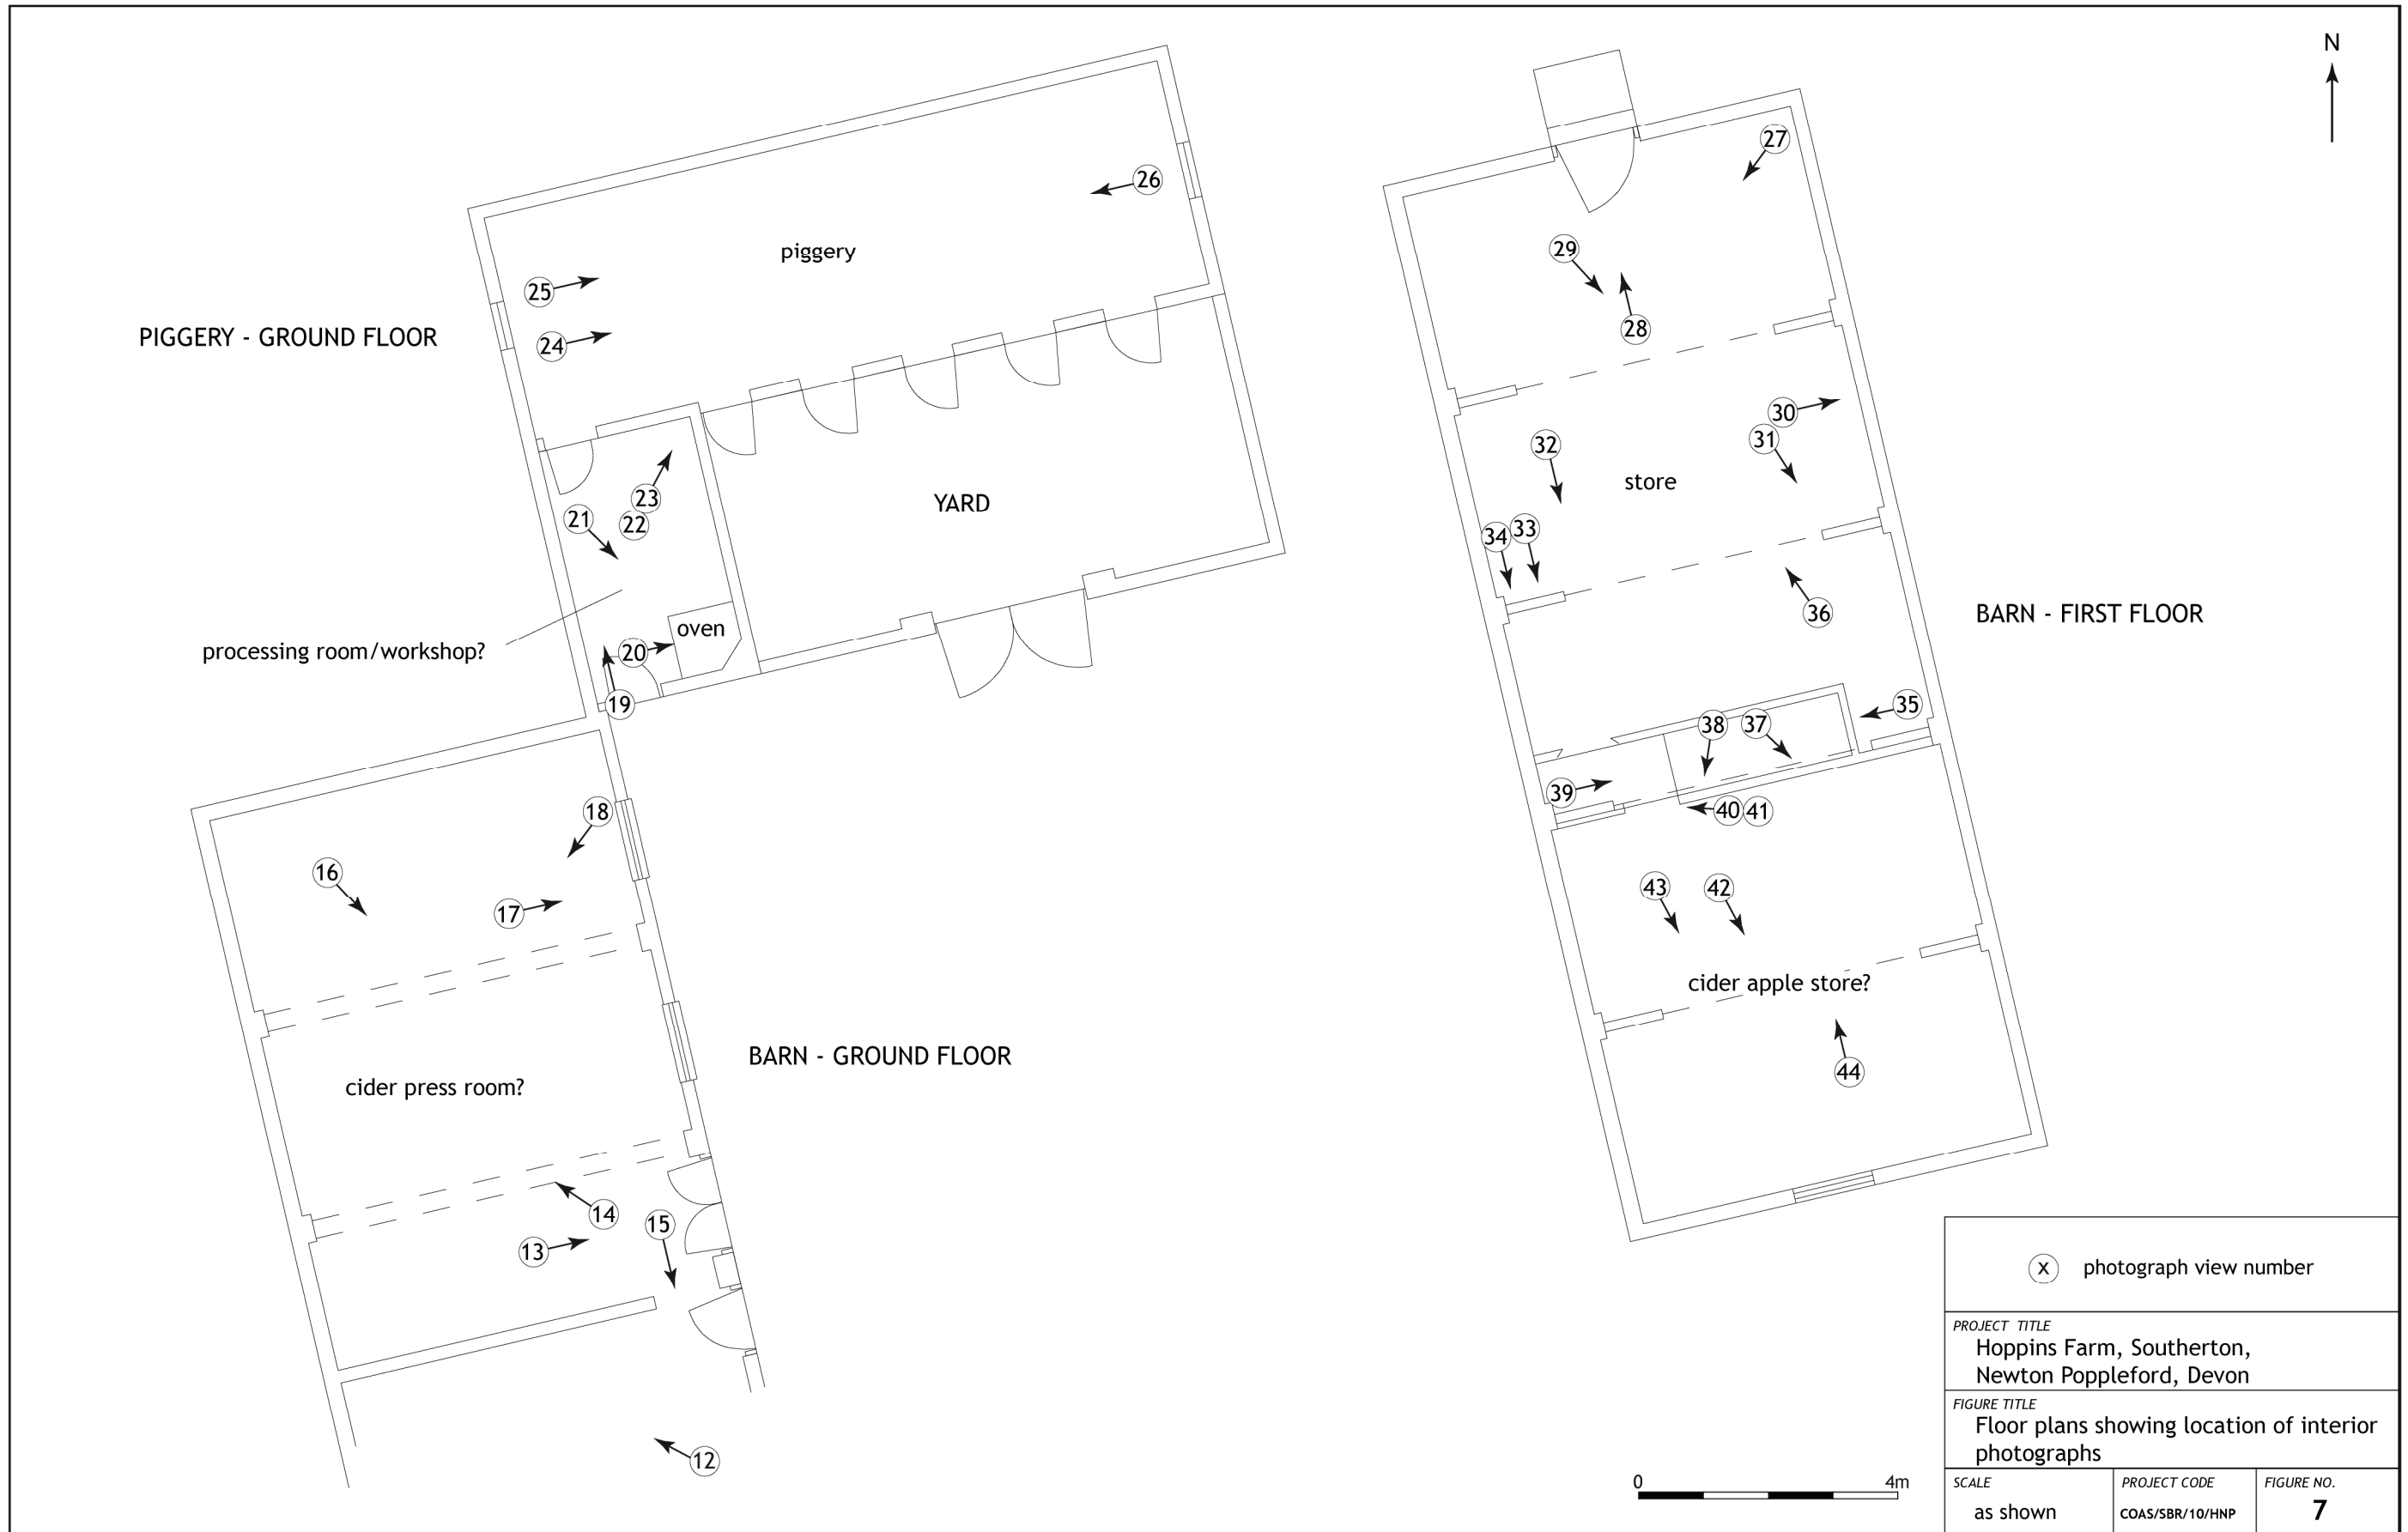 N
27
26
29
piggery
25
28
PIGGERY - GROUND FLOOR
24
30
31
32
store
23
YARD
21
22
34
33
36
BARN - FIRST FLOOR
oven
processing room/workshop?
20
19
35
38
37
39
18
40
41
16
43
42
17
cider apple store?
BARN - GROUND FLOOR
44
cider press room?
14
15
13
x photograph view number
PROJECT TITLE
Hoppins Farm, Southerton,
Newton Poppleford, Devon
FIGURE TITLE
Floor plans showing location of interior
photographs
12
0 4m
SCALE
as shown
PROJECT CODE
COAS/SBR/10/HNP
FIGURE NO.
7